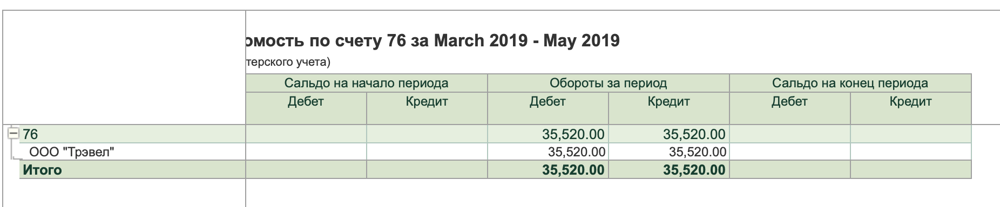 омость по счету 76 за March 2019 - May 2019
терского учета)
Сальдо на начало периода Обороты за период Сальдо на конец периода
Дебет Кредит Дебет Кредит Дебет Кредит
76 35,520.00 35,520.00
ООО "Трэвел" 35,520.00 35,520.00
Итого 35,520.00 35,520.00